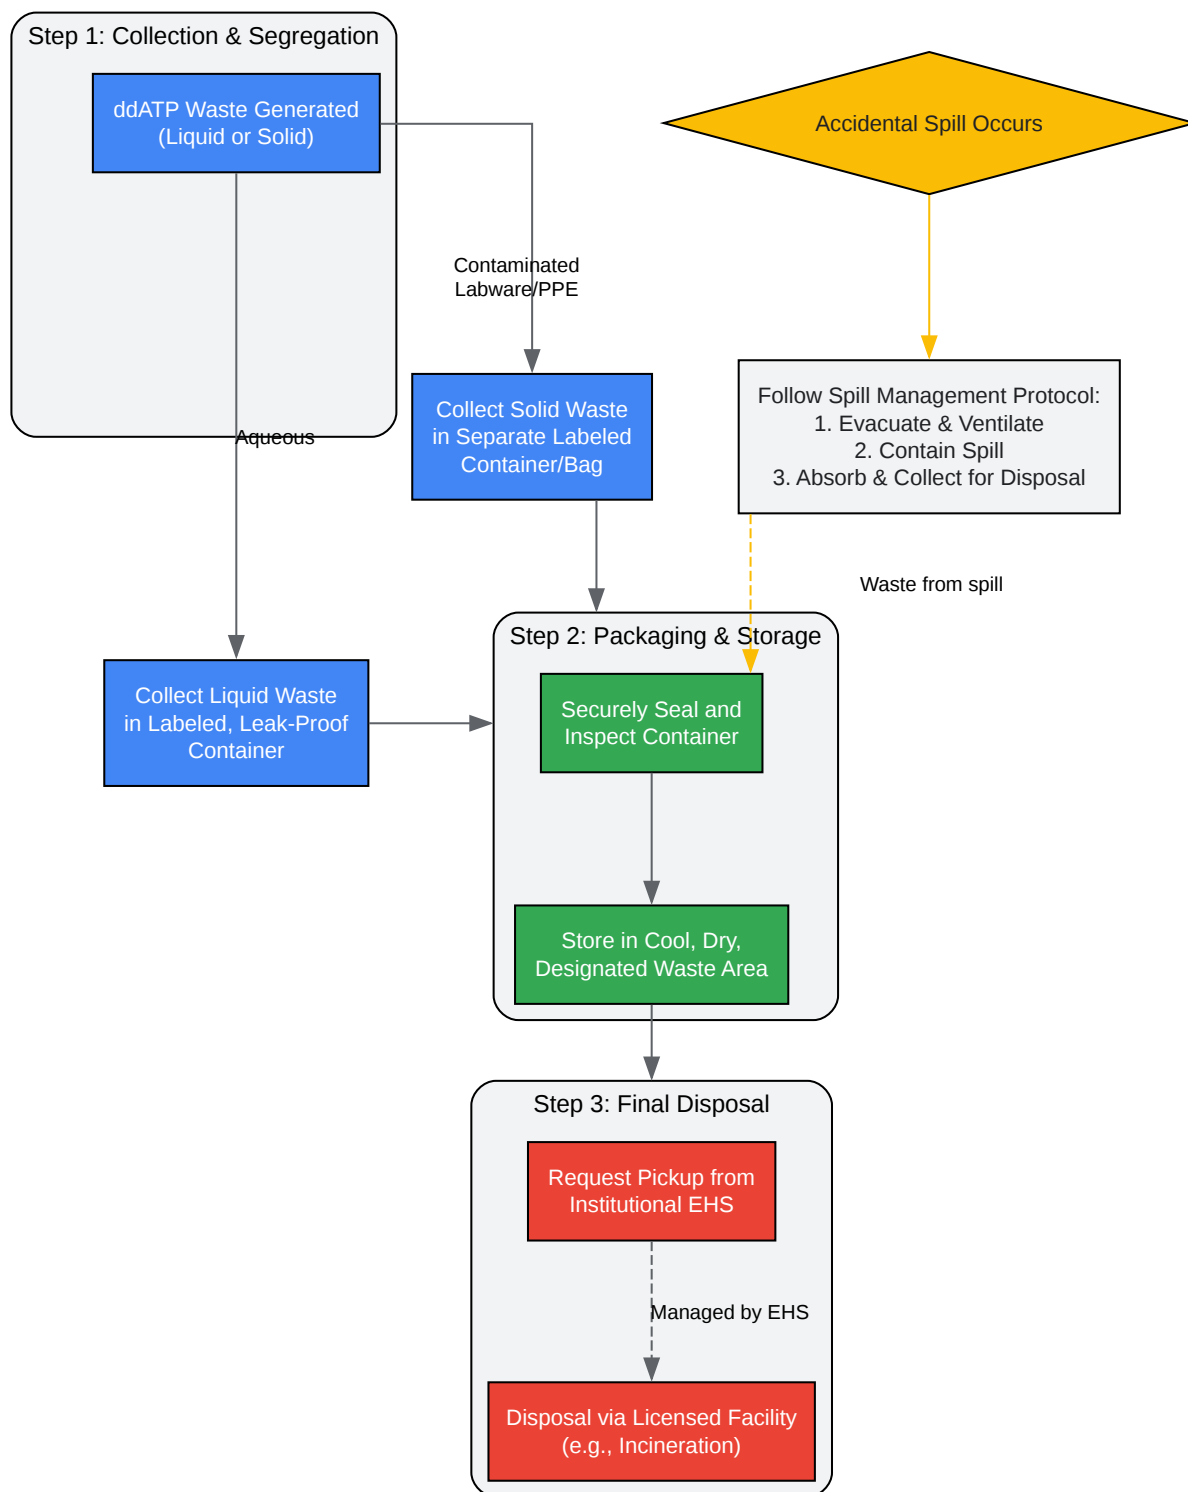 Step 1: Collection & Segregation
ddATP Waste Generated
(Liquid or Solid)
Accidental Spill Occurs
Contaminated
Labware/PPE
Aqueous
Collect Solid Waste
in Separate Labeled
Container/Bag
Follow Spill Management Protocol:
1. Evacuate & Ventilate
2. Contain Spill
3. Absorb & Collect for Disposal
Waste from spill
Collect Liquid Waste
in Labeled, Leak-Proof
Container
Step 2: Packaging & Storage
Securely Seal and
Inspect Container
Store in Cool, Dry,
Designated Waste Area
Step 3: Final Disposal
Request Pickup from
Institutional EHS
Managed by EHS
Disposal via Licensed Facility
(e.g., Incineration)